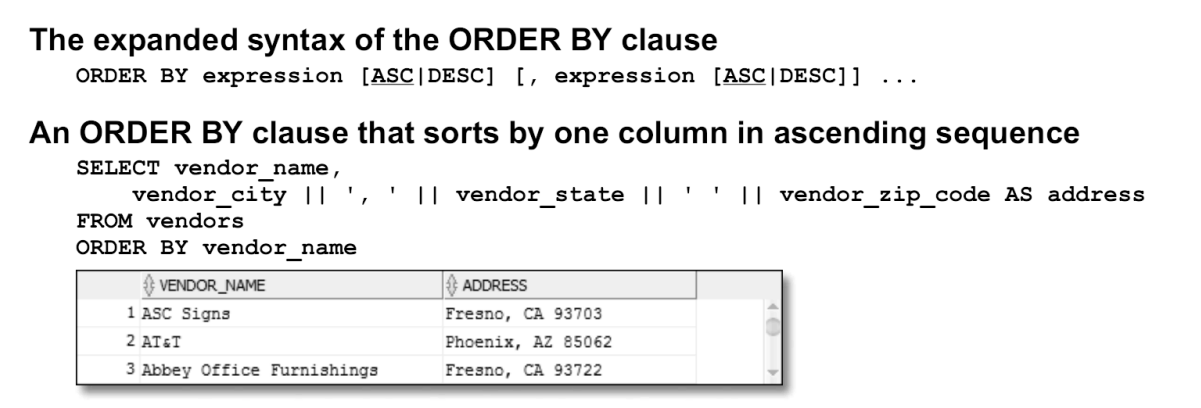 The expanded syntax of the ORDER BY clause
ORDER BY expression [ASC|DESC] [, expression [ASC|DESC]] ...
An ORDER BY clause that sorts by one column in ascending sequence
SELECT vendor_name,
vendor_city || ', ' || vendor_state || ' ' || vendor_zip_code AS address
FROM vendors
ORDER BY vendor_name
VENDOR_NAME ADDRESS
1 ASC Signs Fresno, CA 93703
2 AT&T Phoenix, AZ 85062
3 Abbey Office Furnishings Fresno, CA 93722